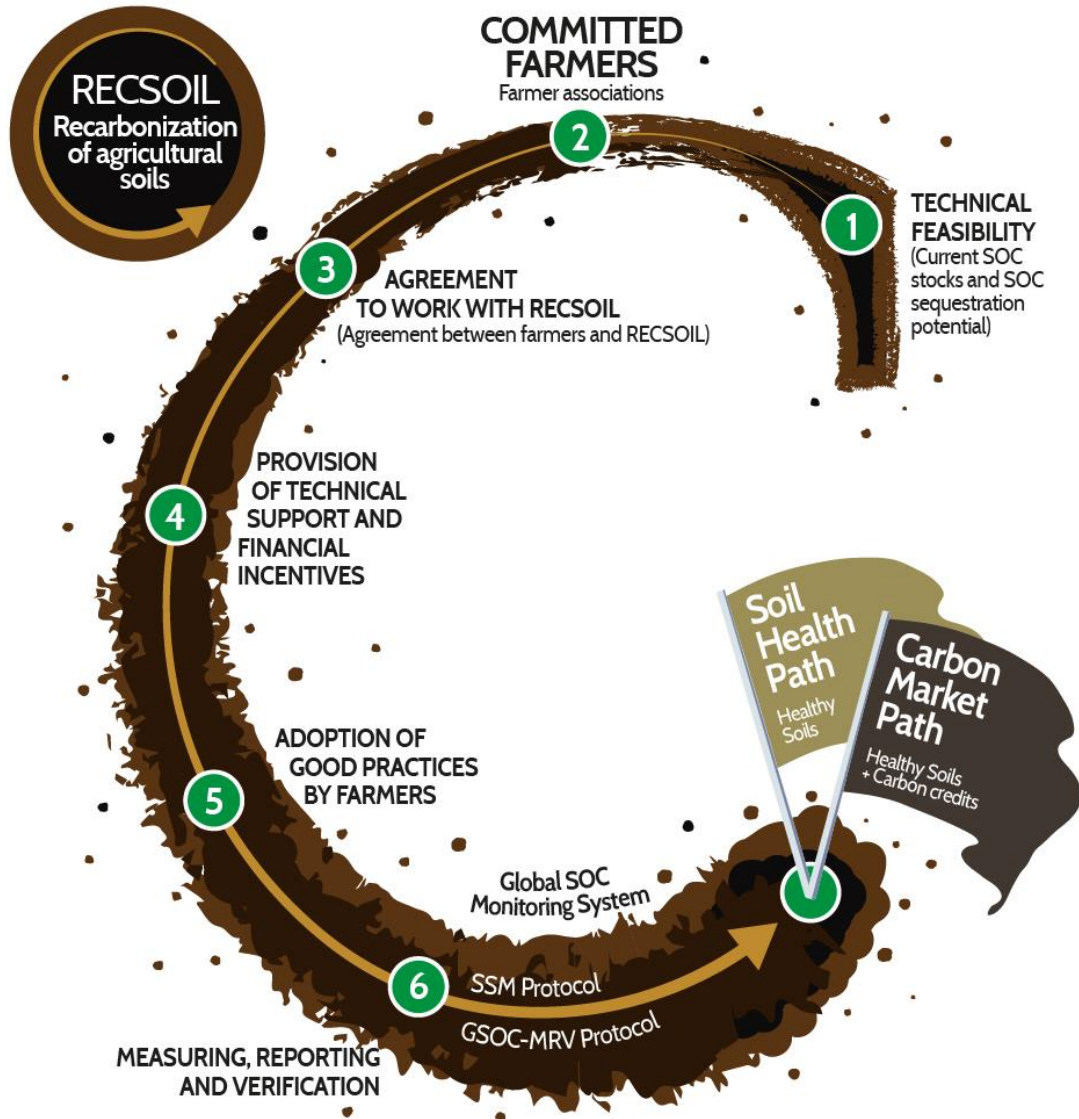 RECSOIL
Recarbonization
of agricultural
soils
COMMITTED
FARMERS
Farmer associations
2
1
TECHNICAL
FEASIBILITY
(Current SOC
stocks and SOC
sequestration
potential)
3
AGREEMENT
TO WORK WITH RECSOIL
(Agreement between farmers and RECSOIL)
4
PROVISION
OF TECHNICAL
SUPPORT AND
FINANCIAL
INCENTIVES
5
ADOPTION OF
GOOD PRACTICES
BY FARMERS
6
MEASURING, REPORTING
AND VERIFICATION
Global SOC
Monitoring System
SSM Protocol
GSOC-MRV Protocol
Soil
Health
Path
Healthy
Soils
Carbon
Market
Path
Healthy Soils
+ Carbon credits